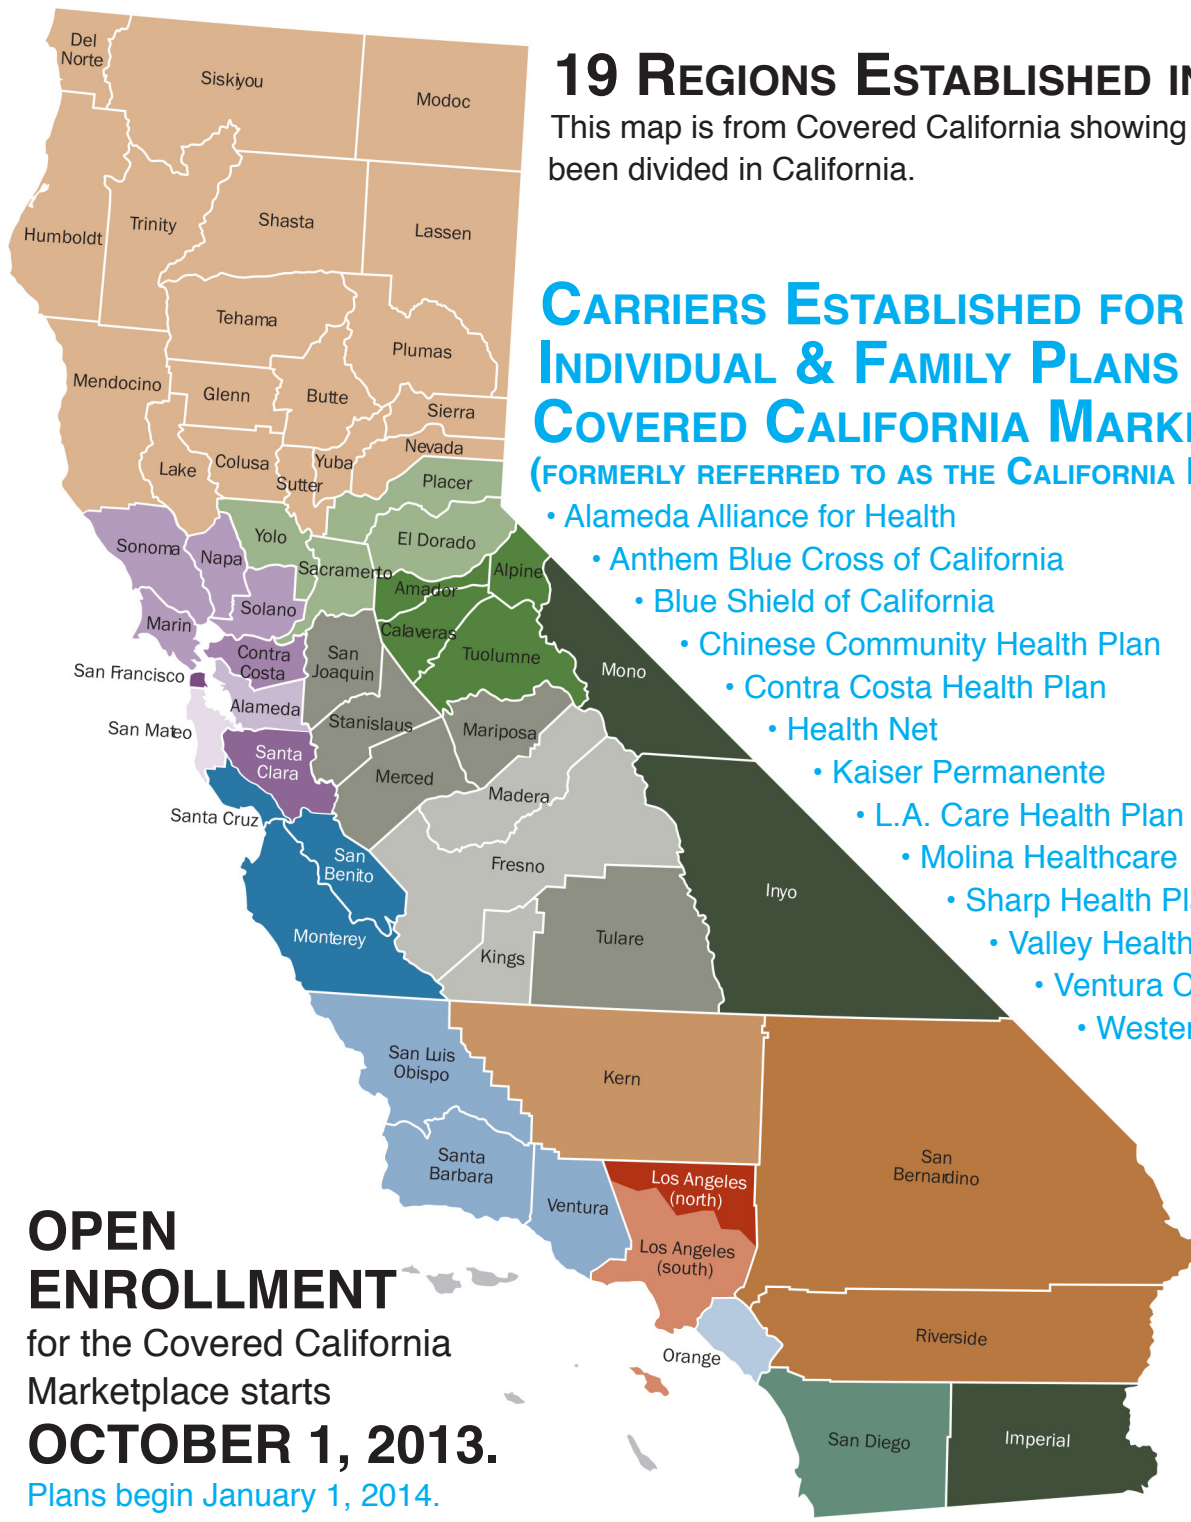 19 Regions Established in
This map is from Covered California showing
been divided in California.
Carriers Established for
Individual & Family Plans
Covered California
(formerly referred to as the California
• Alameda Alliance for Health
• Anthem Blue Cross of California
• Blue Shield of California
• Chinese Community Health Plan
• Contra Costa Health Plan
• Health Net
• Kaiser Permanente
• L.A. Care Health Plan
• Molina Healthcare
• Sharp Health
• Valley Health
• Ventura
•
Del
Norte
Siskiyou
Modoc
Humboldt
Trinity
Shasta
Lassen
Tehama
Plumas
Mendocino
Glenn
Butte
Sierra
Nevada
Lake
Colusa
Yuba
Sutter
Placer
Yolo
El Dorado
Sonoma
Napa
Sacramento
Alpine
Amador
Solano
Marin
Calaveras
Contra
Costa
San
Joaquin
Tuolumne
Mono
San Francisco
Alameda
San Mateo
Stanislaus
Mariposa
Santa
Clara
Merced
Madera
Santa Cruz
San
Benito
Fresno
Inyo
Monterey
Kings
Tulare
San Luis
Obispo
Kern
Santa
Barbara
San
Bernardino
Ventura
Los Angeles
(north)
Los Angeles
(south)
Orange
Riverside
San Diego
Imperial
OPEN
ENROLLMENT
for the Covered California
Marketplace starts
OCTOBER 1, 2013.
Plans begin January 1, 2014.